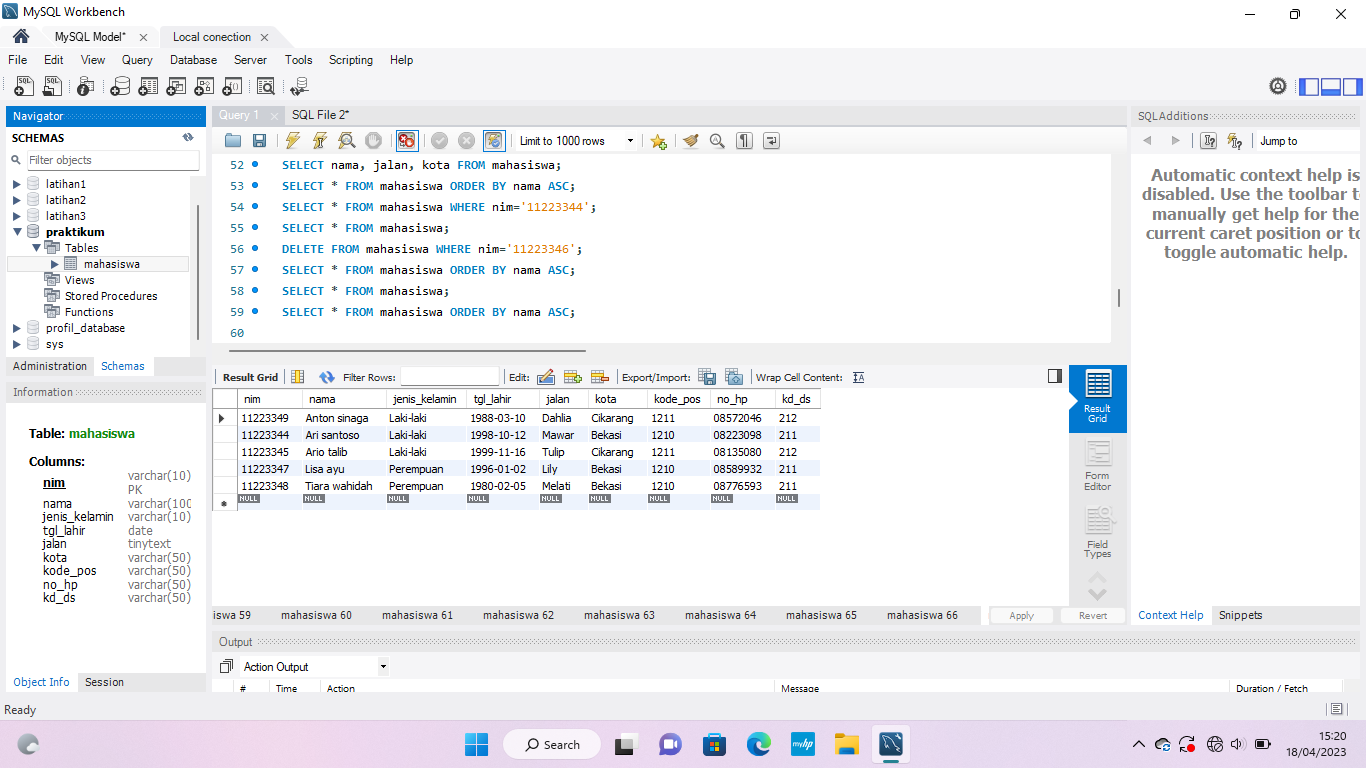 MySQL Workbench
MySQL Model* Local conection
File Edit View Query Database Server Tools Scripting Help
Navigator
SCHEMAS
Filter objects
latihan1
latihan2
latihan3
praktikum
Tables
mahasiswa
Views
Stored Procedures
Functions
profil_database
sys
Administration Schemas
Information
Table: mahasiswa
Columns:
nim varchar(10)
PK
nama varchar(100
jenis_kelamin varchar(10)
tgl_lahir date
jalan tinytext
kota varchar(50)
kode_pos varchar(50)
no_hp varchar(50)
kd_ds varchar(50)
Object Info Session
Query 1 SQL File 2*
Limit to 1000 rows
52 SELECT nama, jalan, kota FROM mahasiswa;
53 SELECT * FROM mahasiswa ORDER BY nama ASC;
54 SELECT * FROM mahasiswa WHERE nim='11223344';
55 SELECT * FROM mahasiswa;
56 DELETE FROM mahasiswa WHERE nim='11223346';
57 SELECT * FROM mahasiswa ORDER BY nama ASC;
58 SELECT * FROM mahasiswa;
59 SELECT * FROM mahasiswa ORDER BY nama ASC;
60
Result Grid Filter Rows: Edit: Export/Import: Wrap Cell Content:
nim nama jenis_kelamin tgl_lahir jalan kota kode_pos no_hp kd_ds
11223349 Anton sinaga Laki-laki 1988-03-10 Dahlia Cikarang 1211 08572046 212
11223344 Ari santoso Laki-laki 1998-10-12 Mawar Bekasi 1210 08223098 211
11223345 Ario talib Laki-laki 1999-11-16 Tulip Cikarang 1211 08135080 212
11223347 Lisa ayu Perempuan 1996-01-02 Lily Bekasi 1210 08589932 211
11223348 Tiara wahidah Perempuan 1980-02-05 Melati Bekasi 1210 08776593 211
NULL NULL NULL NULL NULL NULL NULL NULL NULL
Result
Grid
Form
Editor
Field
Types
iswa 59 mahasiswa 60 mahasiswa 61 mahasiswa 62 mahasiswa 63 mahasiswa 64 mahasiswa 65 mahasiswa 66
Apply Revert
Output
Action Output
# Time Action Message Duration / Fetch
SQLAdditions
Jump to
Automatic context help is
disabled. Use the toolbar to
manually get help for the
current caret position or to
toggle automatic help.
Context Help Snippets
Ready
Search
myhp
15:20
18/04/2023